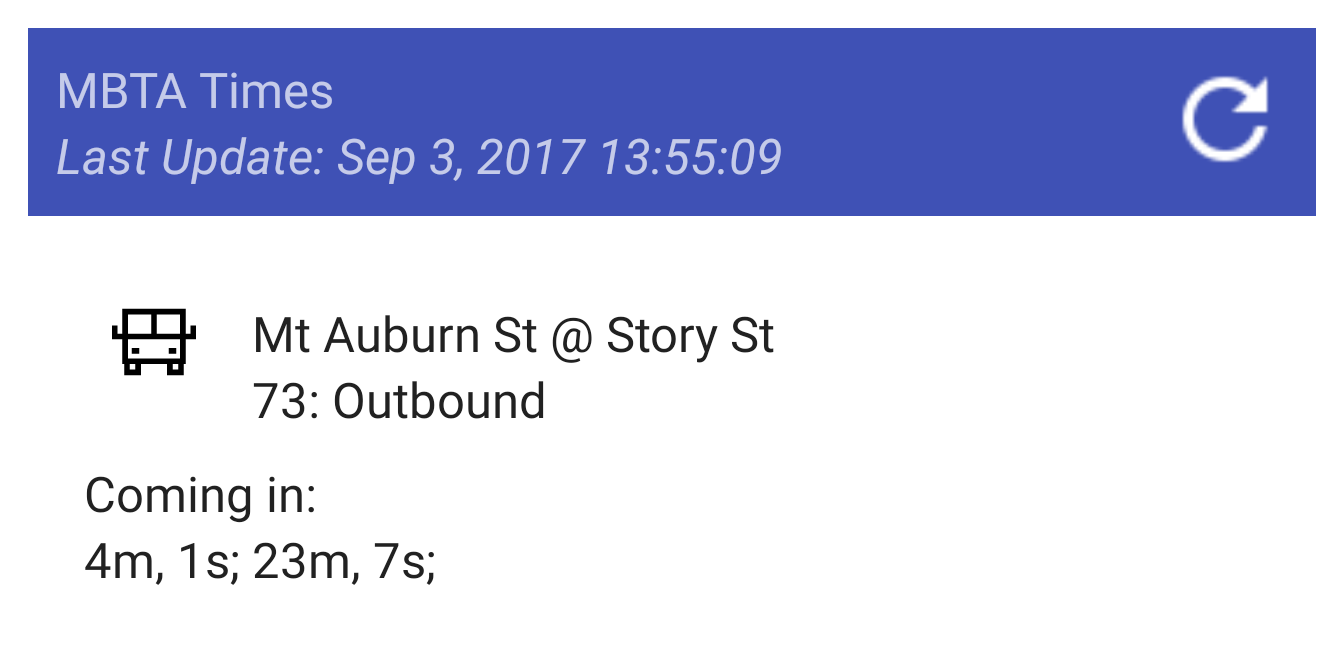 MBTA Times
Last Update: Sep 3, 2017 13:55:09
Mt Auburn St @ Story St
73: Outbound
Coming in:
4m, 1s; 23m, 7s;